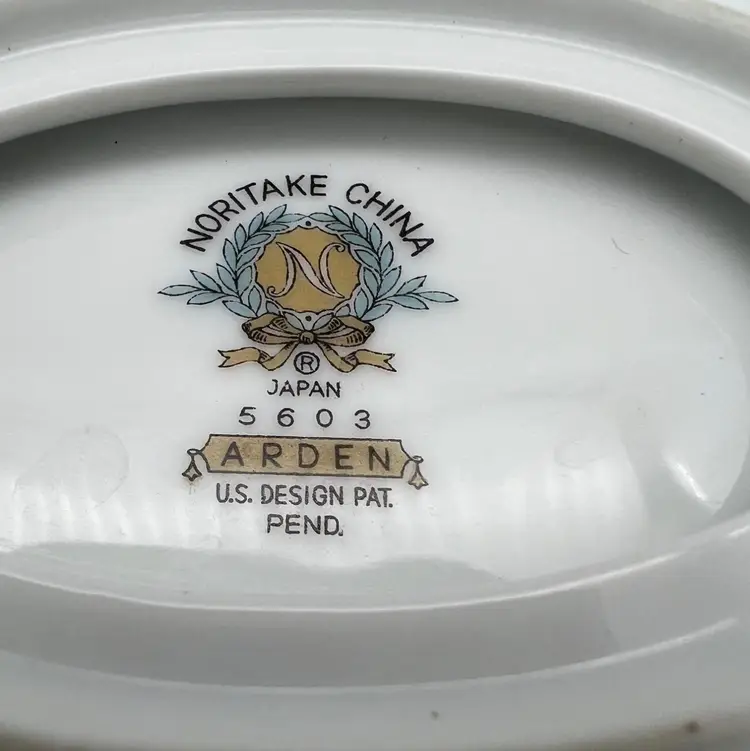 NORITAKE CHINA
N
®
JAPAN
5603
ARDEN
U.S. DESIGN PAT.
PEND.